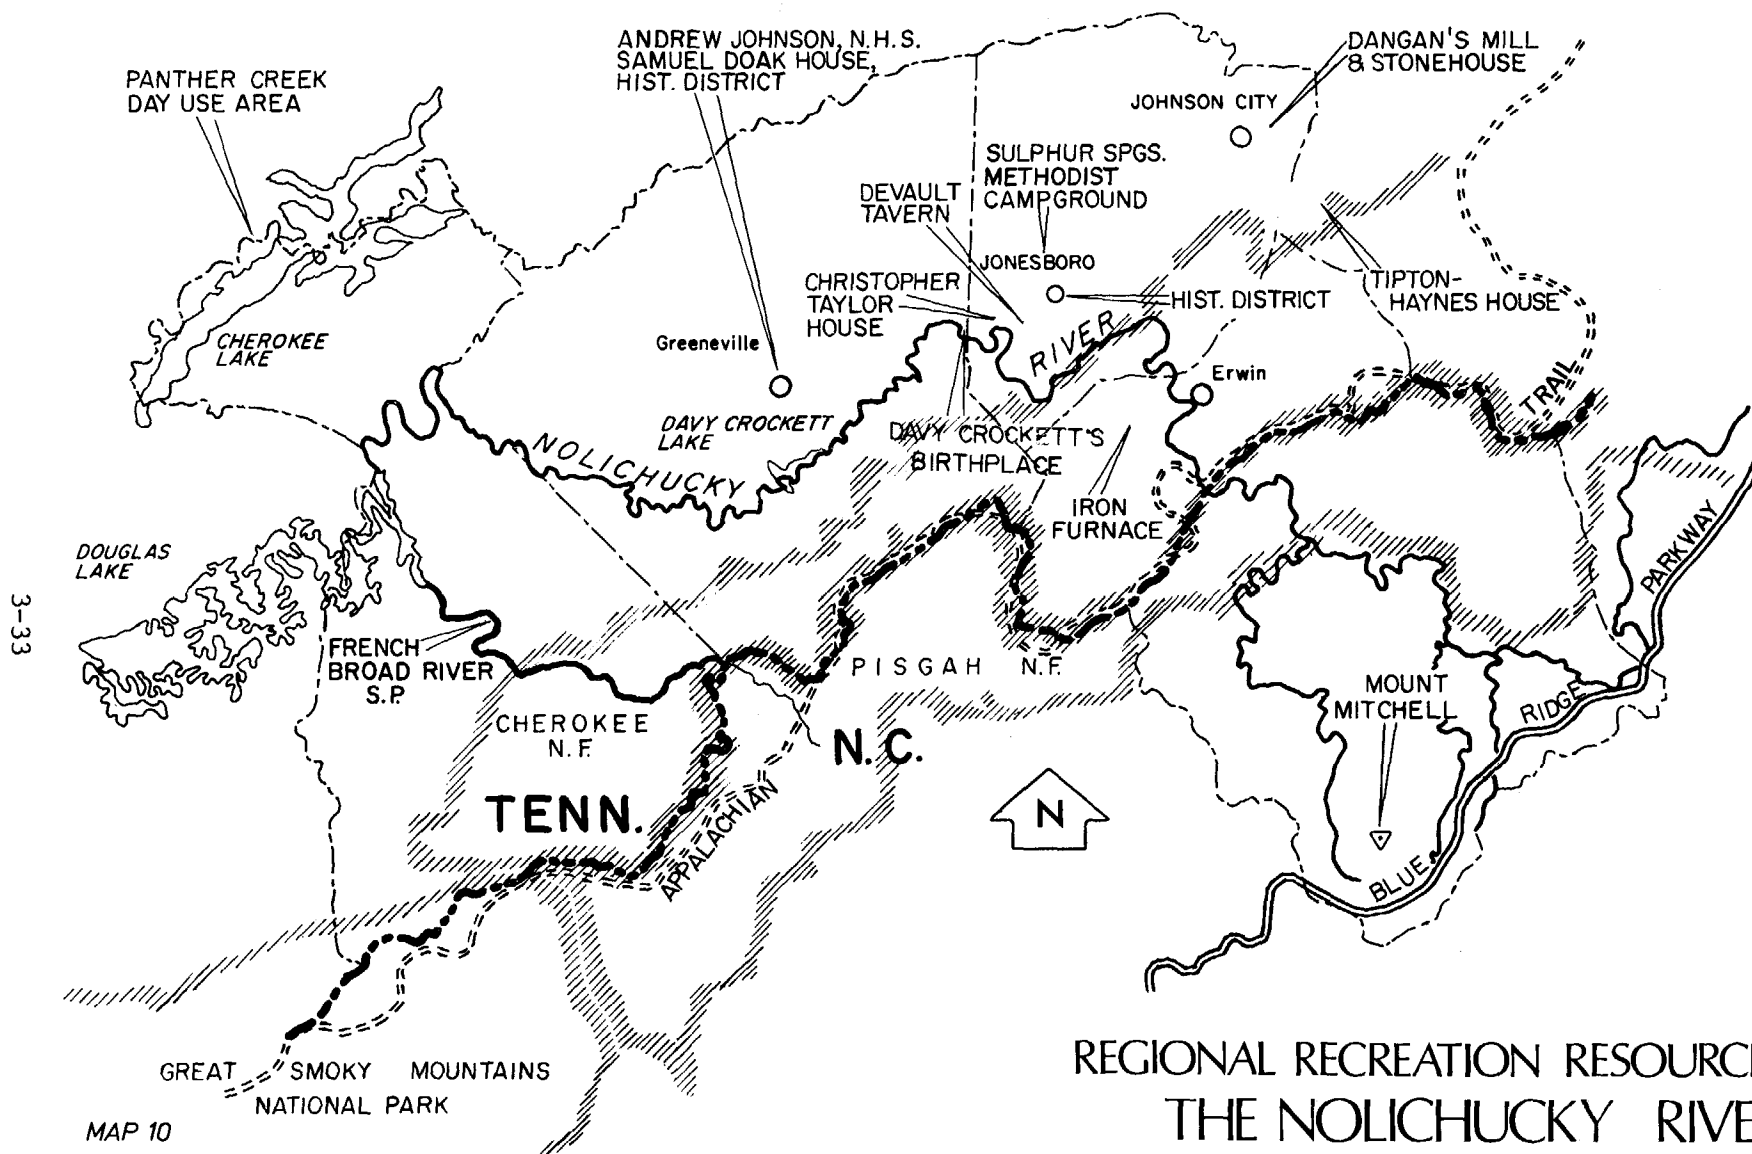 ANDREW JOHNSON, N.H.S.
SAMUEL DOAK HOUSE,
HIST. DISTRICT
DANGAN'S MILL
& STONEHOUSE
PANTHER CREEK
DAY USE AREA
JOHNSON CITY
SULPHUR SPGS.
METHODIST
CAMPGROUND
DEVAULT
TAVERN
JONESBORO
CHRISTOPHER
TAYLOR
HOUSE
HIST. DISTRICT
TIPTON-
HAYNES HOUSE
CHEROKEE
LAKE
Greeneville
RIVER
Erwin
TRAIL
DAVY CROCKETT
LAKE
NOLICHUCKY
DAVY CROCKETT'S
BIRTHPLACE
IRON
FURNACE
DOUGLAS
LAKE
PARKWAY
3-33
FRENCH
BROAD RIVER
S.P.
PISGAH N.F.
MOUNT
MITCHELL
RIDGE
CHEROKEE
N.F.
N.C.
TENN.
N
APPALACHIAN
BLUE
GREAT SMOKY MOUNTAINS
NATIONAL PARK
MAP 10
REGIONAL RECREATION RESOURC
THE NOLICHUCKY RIVE